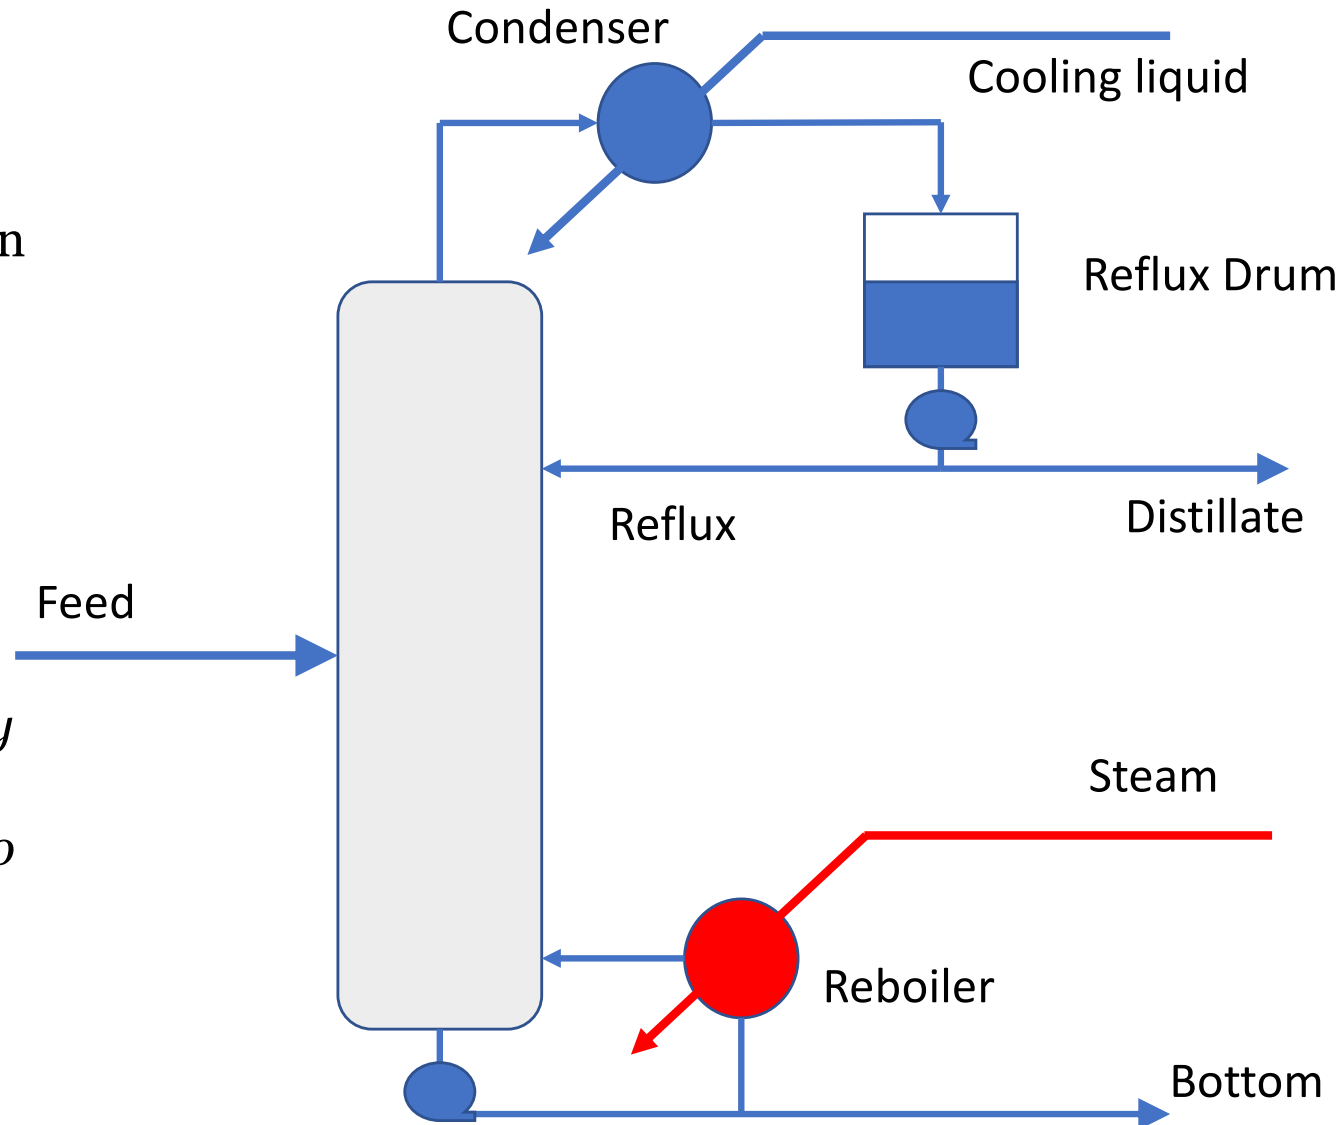 Condenser
Cooling liquid
n
Reflux Drum
Reflux
Distillate
Feed
y
Steam
o
Reboiler
Bottom